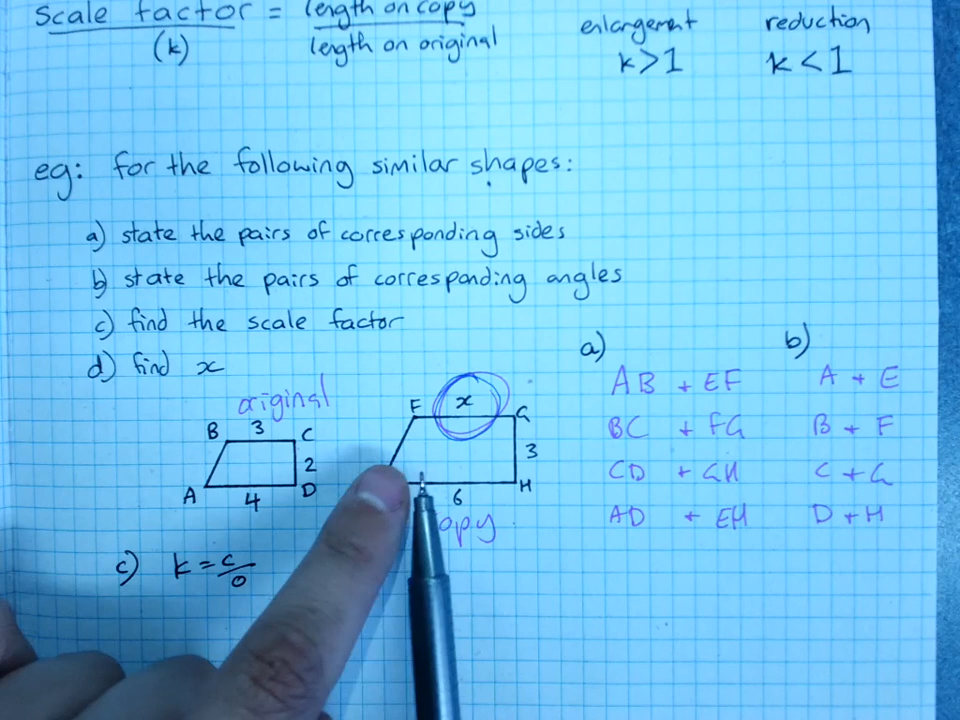 scale factor = length on copy
(k) length on original
enlargement reduction
k>1 k<1
eg: for the following similar shapes:
a) state the pairs of corresponding sides
b) state the pairs of corresponding angles
c) find the scale factor
d) find x
original
B 3 C
2
A 4 D
F x G
3
6 H
opy
c) k = c/o
a)
AB + EF
BC + FG
CD + GH
AD + EH
b)
A + E
B + F
C + G
D + H